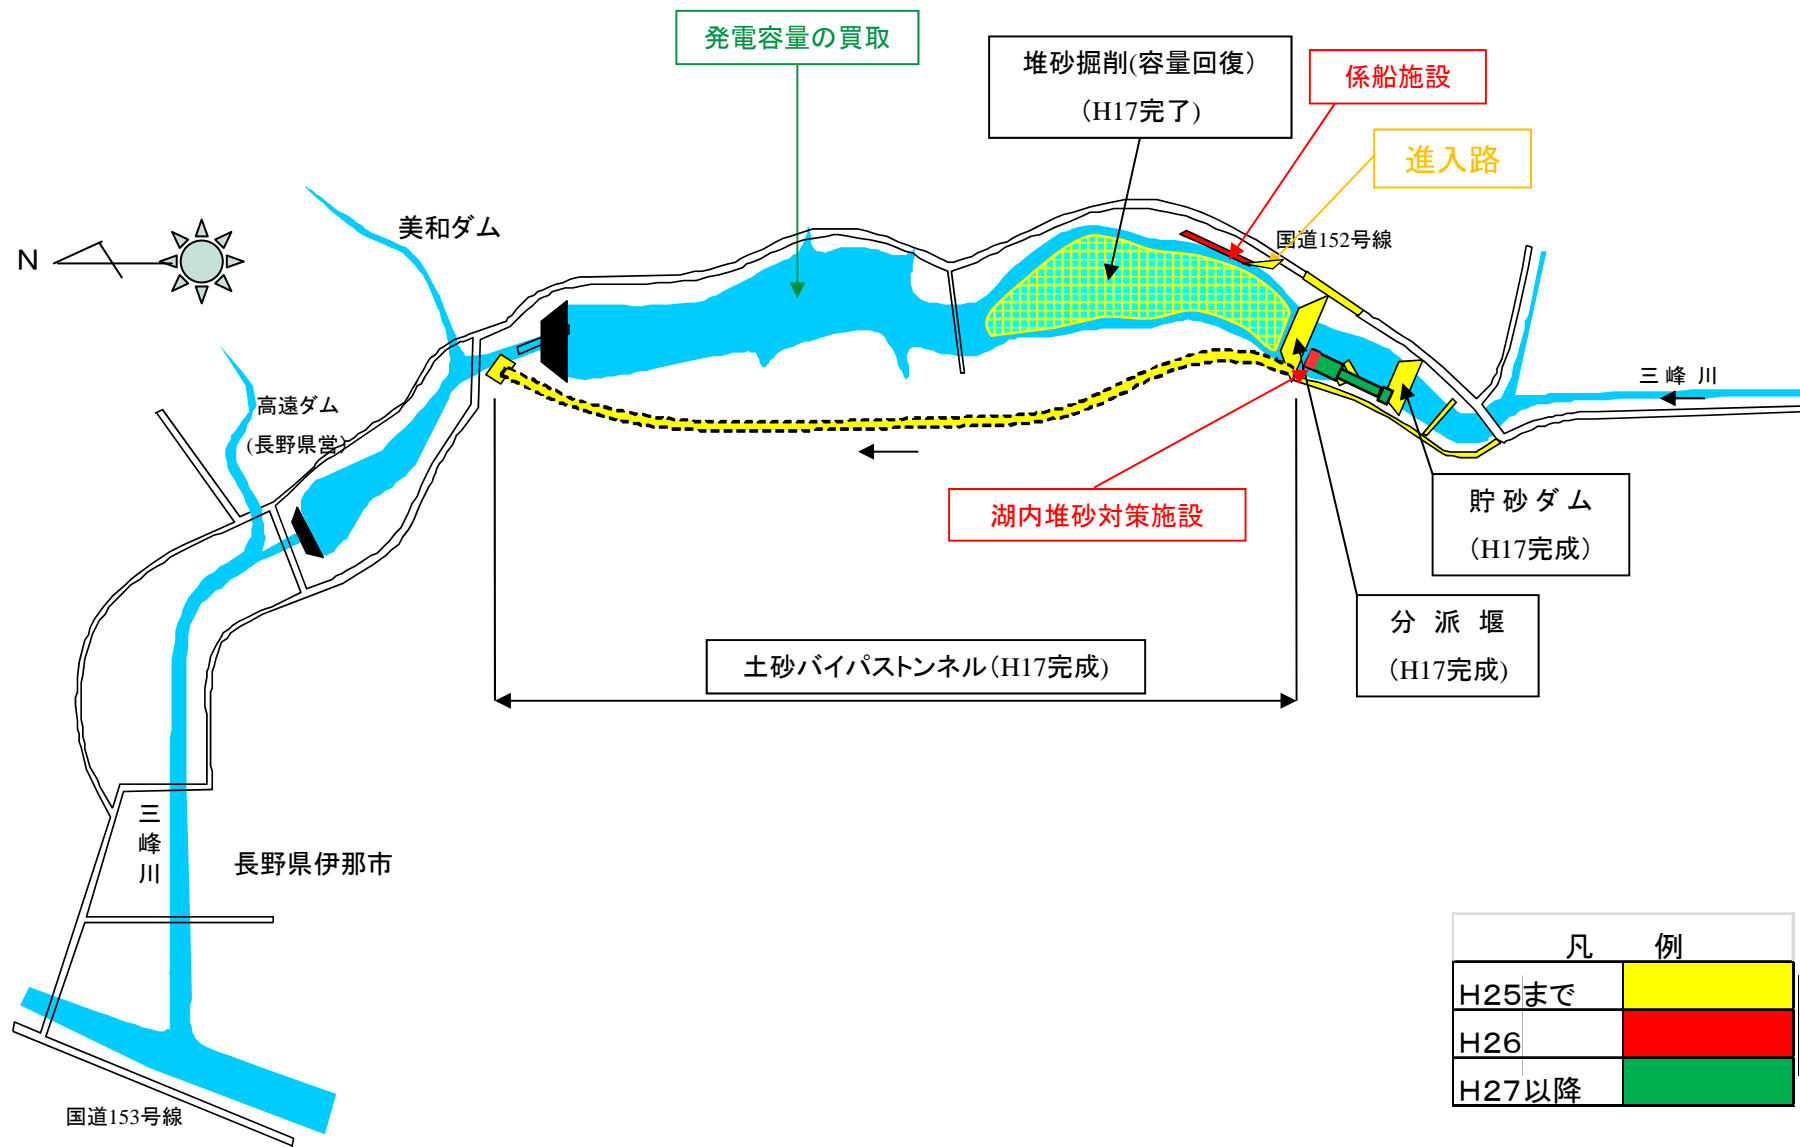 発電容量の買取
堆砂掘削(容量回復)
(H17完了)
係船施設
進入路
美和ダム
国道152号線
N
三峰川
高遠ダム
(長野県営)
湖内堆砂対策施設
貯砂ダム
(H17完成)
分派堰
(H17完成)
土砂バイパストンネル(H17完成)
三峰川
長野県伊那市
国道153号線
凡 例
H25まで
H26
H27以降